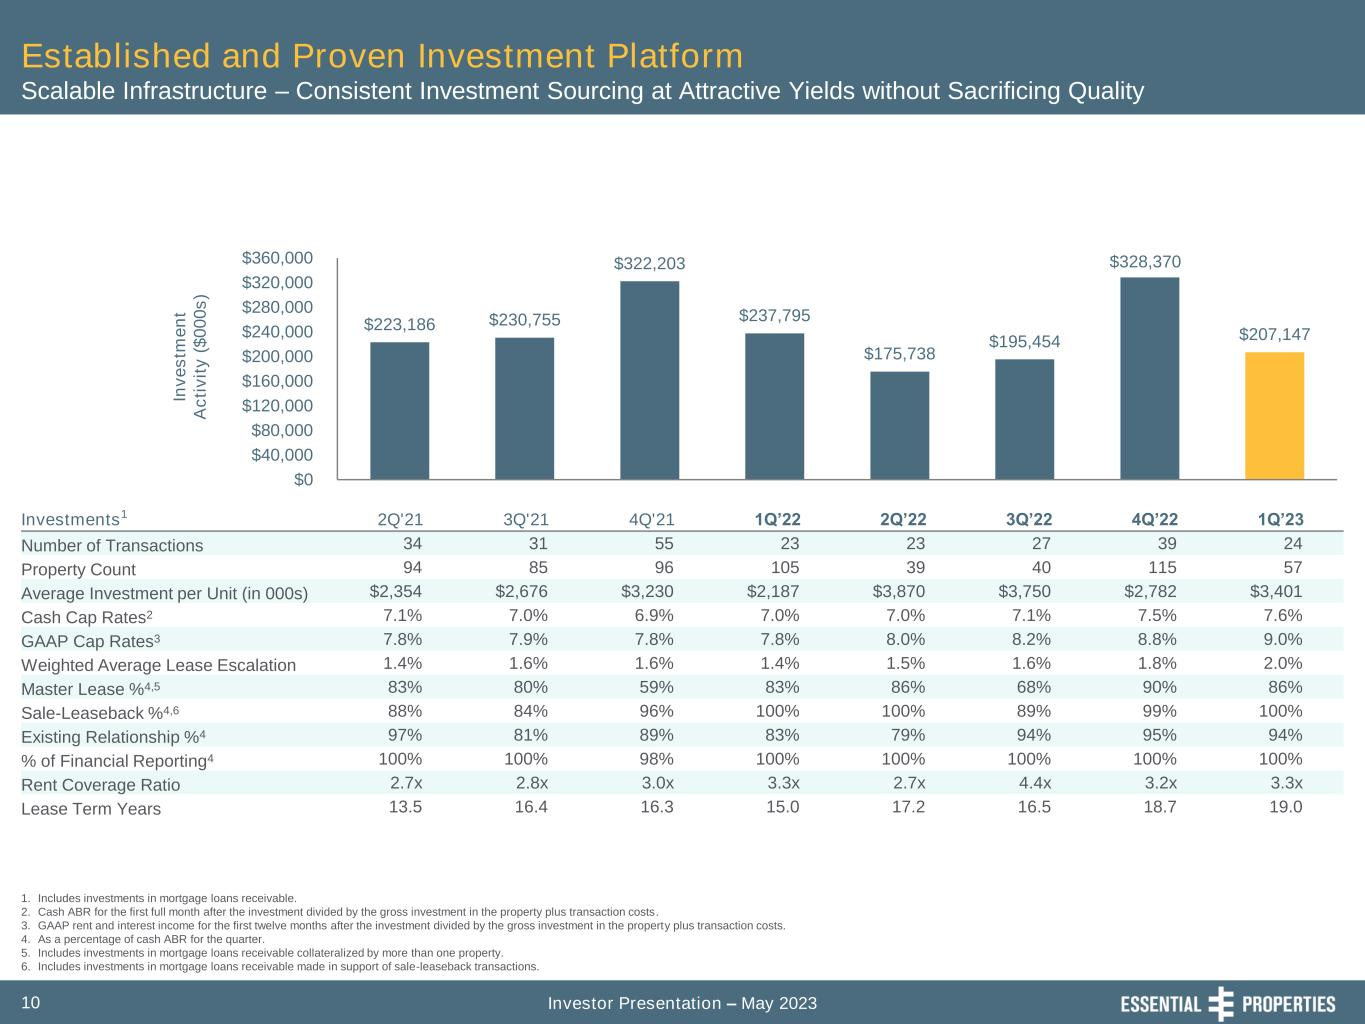 Established and Proven Investment Platform
Scalable Infrastructure – Consistent Investment Sourcing at Attractive Yields without Sacrificing Quality
Investment
Activity ($000s)
$360,000
$320,000
$280,000
$240,000
$200,000
$160,000
$120,000
$80,000
$40,000
$0
$223,186
$230,755
$322,203
$237,795
$175,738
$195,454
$328,370
$207,147
Investments1 2Q'21 3Q'21 4Q'21 1Q’22 2Q’22 3Q’22 4Q’22 1Q’23
Number of Transactions 34 31 55 23 23 27 39 24
Property Count 94 85 96 105 39 40 115 57
Average Investment per Unit (in 000s) $2,354 $2,676 $3,230 $2,187 $3,870 $3,750 $2,782 $3,401
Cash Cap Rates2 7.1% 7.0% 6.9% 7.0% 7.0% 7.1% 7.5% 7.6%
GAAP Cap Rates3 7.8% 7.9% 7.8% 7.8% 8.0% 8.2% 8.8% 9.0%
Weighted Average Lease Escalation 1.4% 1.6% 1.6% 1.4% 1.5% 1.6% 1.8% 2.0%
Master Lease %4,5 83% 80% 59% 83% 86% 68% 90% 86%
Sale-Leaseback %4,6 88% 84% 96% 100% 100% 89% 99% 100%
Existing Relationship %4 97% 81% 89% 83% 79% 94% 95% 94%
% of Financial Reporting4 100% 100% 98% 100% 100% 100% 100% 100%
Rent Coverage Ratio 2.7x 2.8x 3.0x 3.3x 2.7x 4.4x 3.2x 3.3x
Lease Term Years 13.5 16.4 16.3 15.0 17.2 16.5 18.7 19.0
1. Includes investments in mortgage loans receivable.
2. Cash ABR for the first full month after the investment divided by the gross investment in the property plus transaction costs.
3. GAAP rent and interest income for the first twelve months after the investment divided by the gross investment in the property plus transaction costs.
4. As a percentage of cash ABR for the quarter.
5. Includes investments in mortgage loans receivable collateralized by more than one property.
6. Includes investments in mortgage loans receivable made in support of sale-leaseback transactions.
10
Investor Presentation – May 2023
ESSENTIAL PROPERTIES